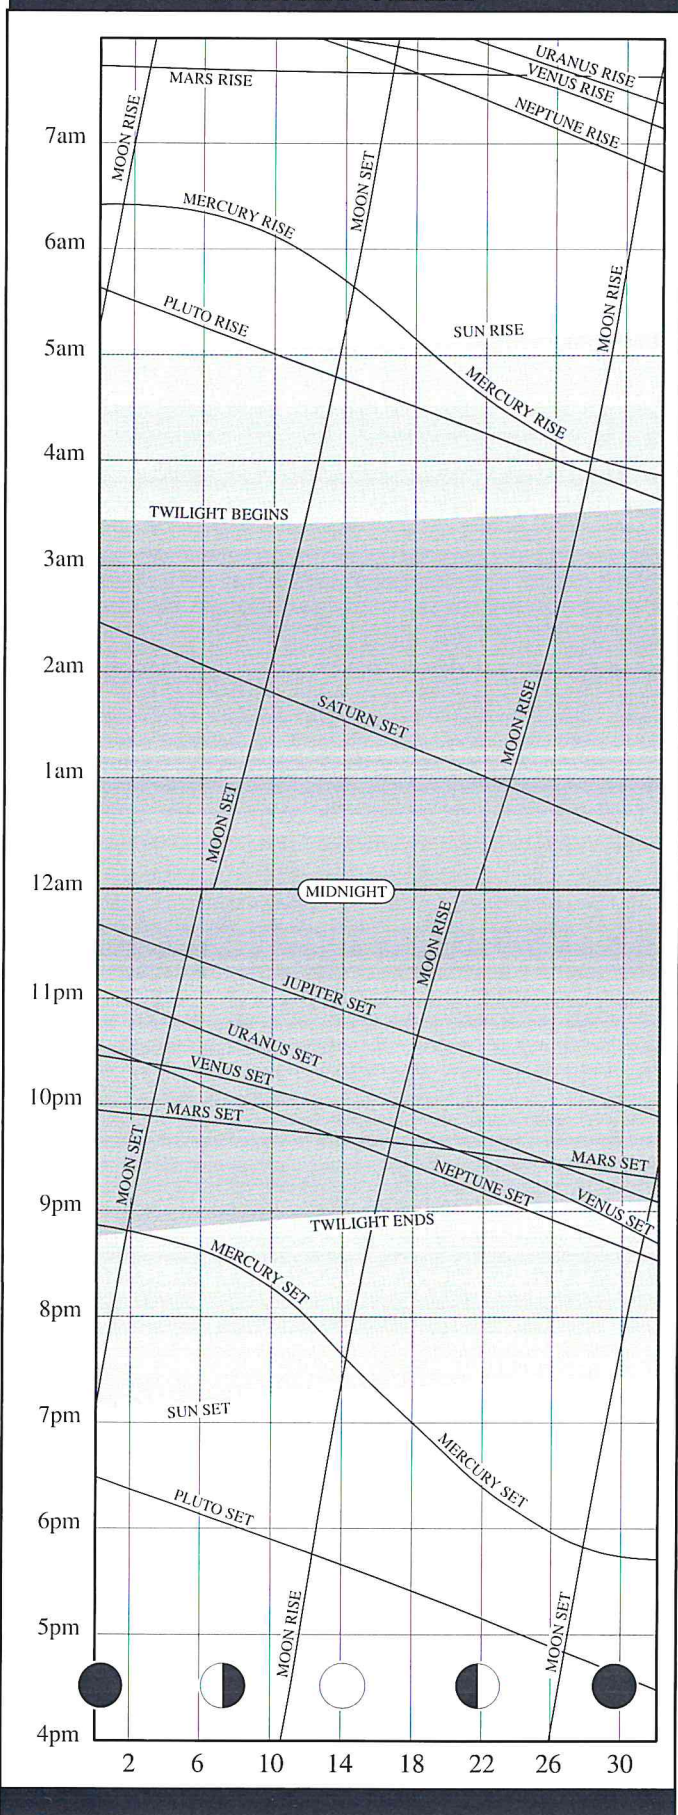 URANUS RISE
VENUS RISE
MARS RISE
NEPTUNE RISE
MOON RISE
7am
MOON SET
MERCURY RISE
6am
MOON RISE
PLUTO RISE
SUN RISE
5am
MERCURY RISE
4am
TWILIGHT BEGINS
3am
2am
SATURN SET
MOON RISE
1am
MOON SET
12am
MIDNIGHT
MOON RISE
JUPITER SET
11pm
URANUS SET
VENUS SET
10pm
MARS SET
MOON SET
MARS SET
NEPTUNE SET
VENUS SET
9pm
TWILIGHT ENDS
MERCURY SET
8pm
SUN SET
7pm
MERCURY SET
PLUTO SET
6pm
MOON RISE
MOON SET
5pm
4pm
2 6 10 14 18 22 26 30